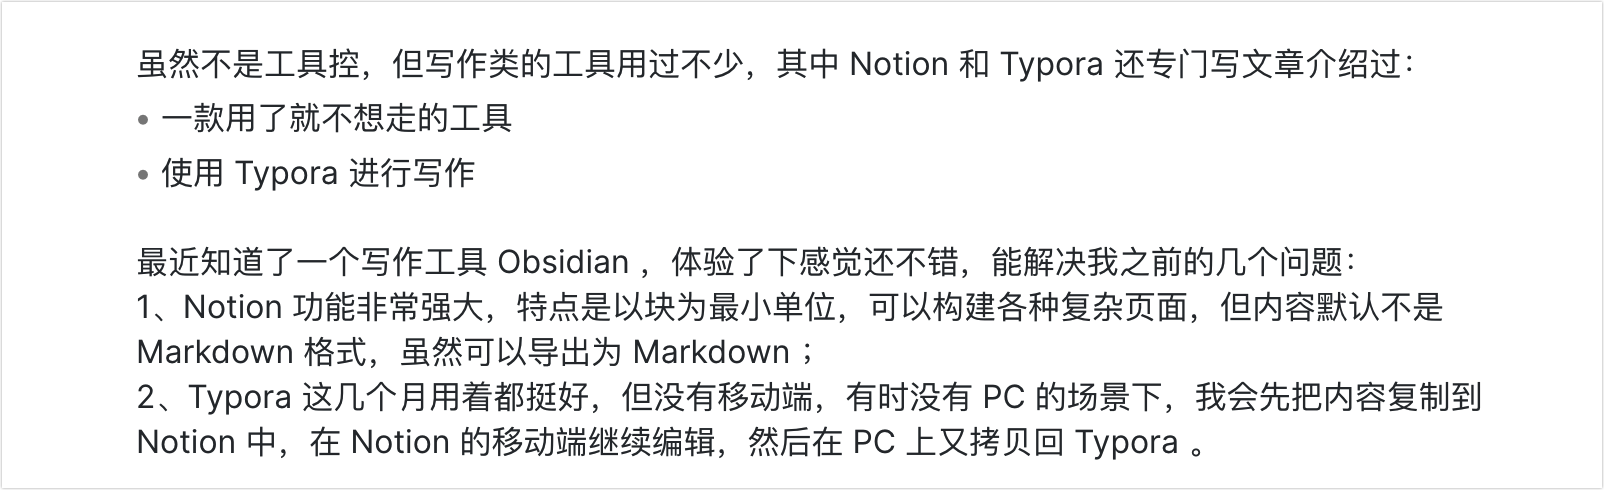 虽然不是工具控，但写作类的工具用过不少，其中 Notion 和 Typora 还专门写文章介绍过：
• 一款用了就不想走的工具
• 使用 Typora 进行写作
最近知道了一个写作工具 Obsidian ，体验了下感觉还不错，能解决我之前的几个问题：
1、Notion 功能非常强大，特点是以块为最小单位，可以构建各种复杂页面，但内容默认不是
Markdown 格式，虽然可以导出为 Markdown ；
2、Typora 这几个月用着都挺好，但没有移动端，有时没有 PC 的场景下，我会先把内容复制到
Notion 中，在 Notion 的移动端继续编辑，然后在 PC 上又拷贝回 Typora 。